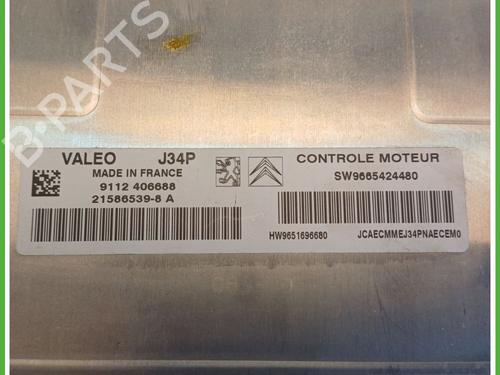 B-PARTS
VALEO J34P
MADE IN FRANCE
9112 406688
21586539-8 A
CONTROLE MOTEUR
SW9665424480
HW9651696680 JCAECMMEJ34PNAECEM0